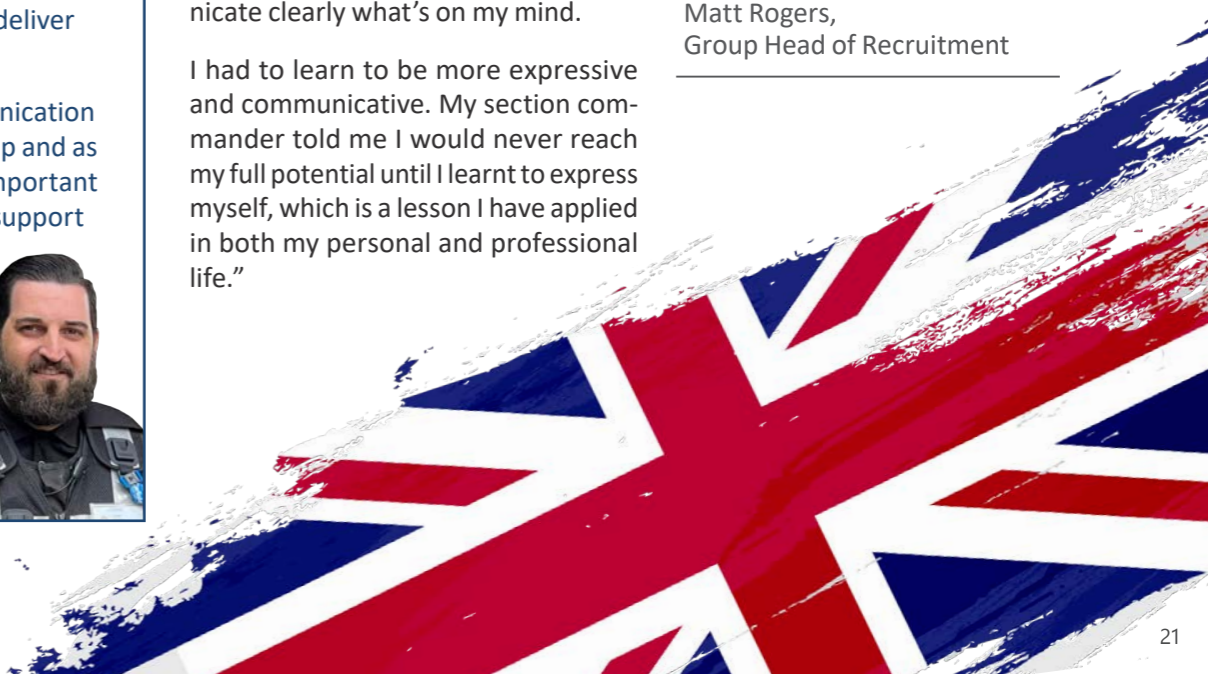 deliver
nication
p and as
mportant
support
nicate clearly what’s on my mind.
I had to learn to be more expressive
and communicative. My section com-
mander told me I would never reach
my full potential until I learnt to express
myself, which is a lesson I have applied
in both my personal and professional
life.”
Matt Rogers,
Group Head of Recruitment
21